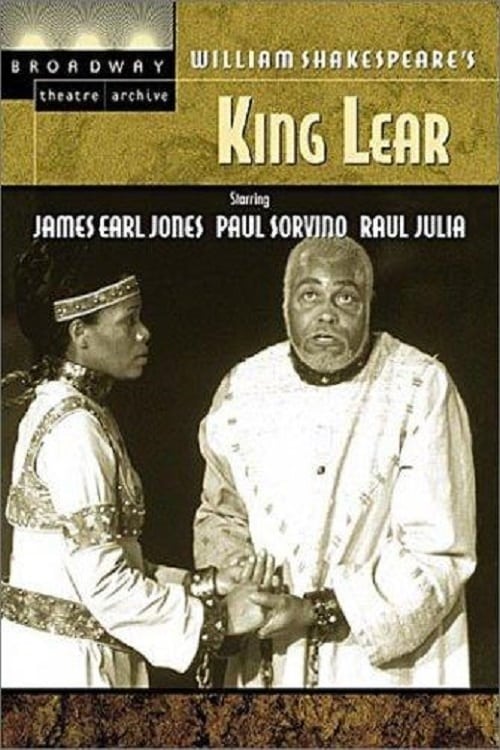 BROADWAY
theatre archive
WILLIAM SHAKESPEARE'S
KING LEAR
Starring
JAMES EARL JONES PAUL SORVINO RAUL JULIA